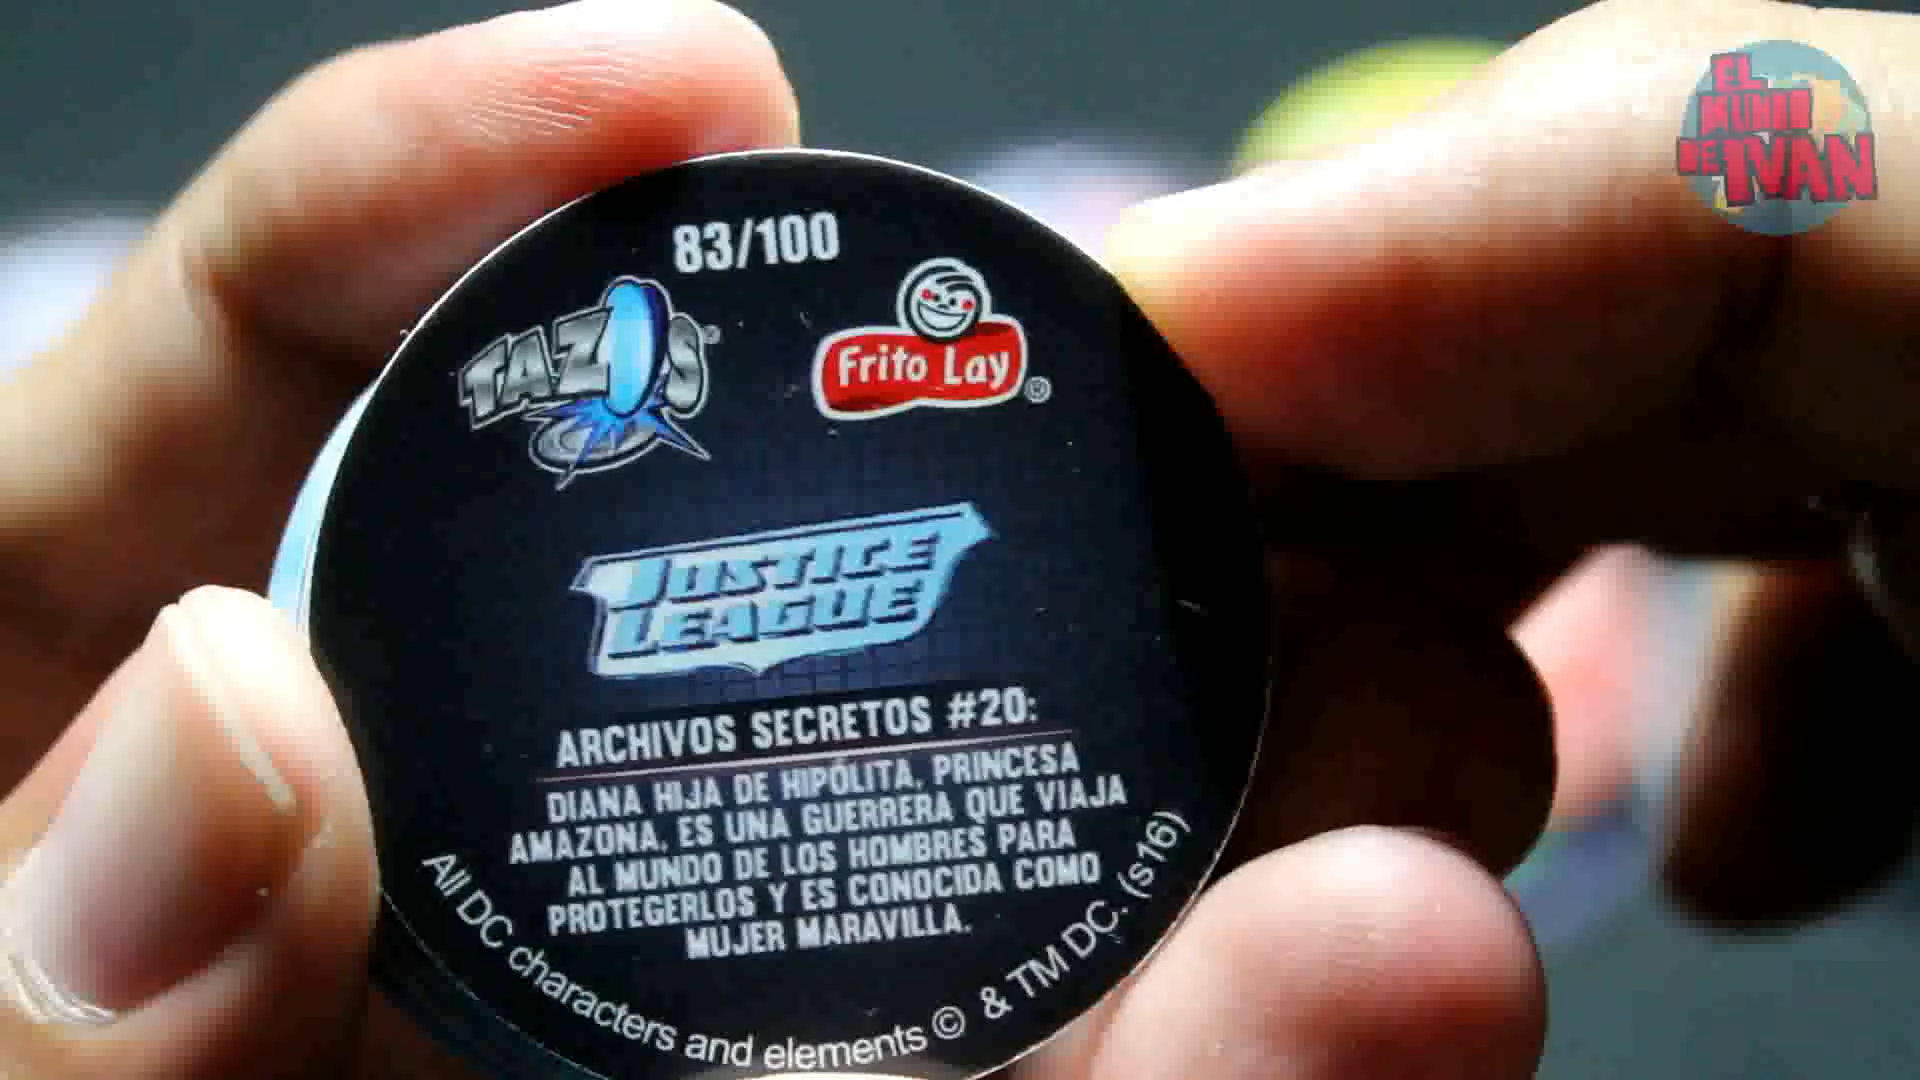 EL
MUNDO
DE IVAN
83/100
TAZOS
Frito Lay ®
JUSTICE
LEAGUE
ARCHIVOS SECRETOS #20:
DIANA HIJA DE HIPÓLITA, PRINCESA
AMAZONA, ES UNA GUERRERA QUE VIAJA
AL MUNDO DE LOS HOMBRES PARA
PROTEGERLOS Y ES CONOCIDA COMO
MUJER MARAVILLA.
All DC characters and elements © & TM DC. (s16)